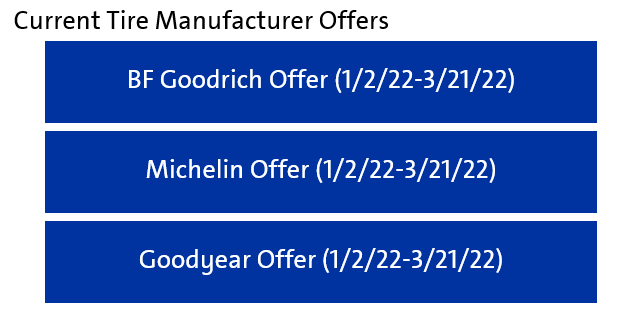 Current Tire Manufacturer Offers
BF Goodrich Offer (1/2/22-3/21/22)
Michelin Offer (1/2/22-3/21/22)
Goodyear Offer (1/2/22-3/21/22)